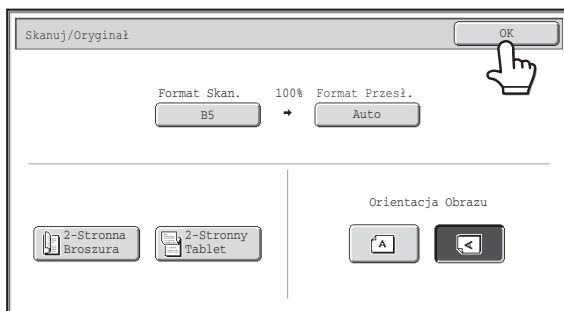 Skanuj/Oryginał
OK
Format Skan. 100% Format Przesł.
B5 Auto
Orientacja Obrazu
2-Stronna
Broszura
2-Stronny
Tablet
A A